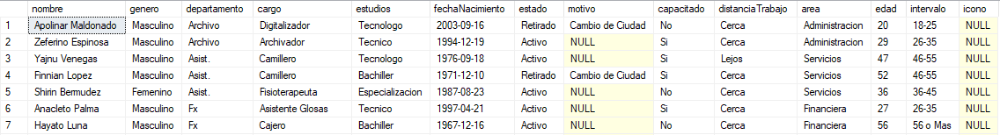 nombre genero departamento cargo estudios fechaNacimiento estado motivo capacitado distanciaTrabajo area edad intervalo icono
1 Apolinar Maldonado Masculino Archivo Digitalizador Tecnologo 2003-09-16 Retirado Cambio de Ciudad No Cerca Administracion 20 18-25 NULL
2 Zeferino Espinosa Masculino Archivo Archivador Tecnico 1994-12-19 Activo NULL Si Cerca Administracion 29 26-35 NULL
3 Yajnu Venegas Masculino Asist. Camillero Tecnologo 1976-09-18 Activo NULL Si Lejos Servicios 47 46-55 NULL
4 Finnian Lopez Masculino Asist. Camillero Bachiller 1971-12-10 Retirado Cambio de Ciudad Si Cerca Servicios 52 46-55 NULL
5 Shirin Bermudez Femenino Asist. Fisioterapeuta Especializacion 1987-08-23 Activo NULL No Cerca Servicios 36 36-45 NULL
6 Anacleto Palma Masculino Fx Asistente Glosas Tecnico 1997-04-21 Activo NULL Si Cerca Financiera 27 26-35 NULL
7 Hayato Luna Masculino Fx Cajero Bachiller 1967-12-16 Activo NULL No Cerca Financiera 56 56 o Mas NULL